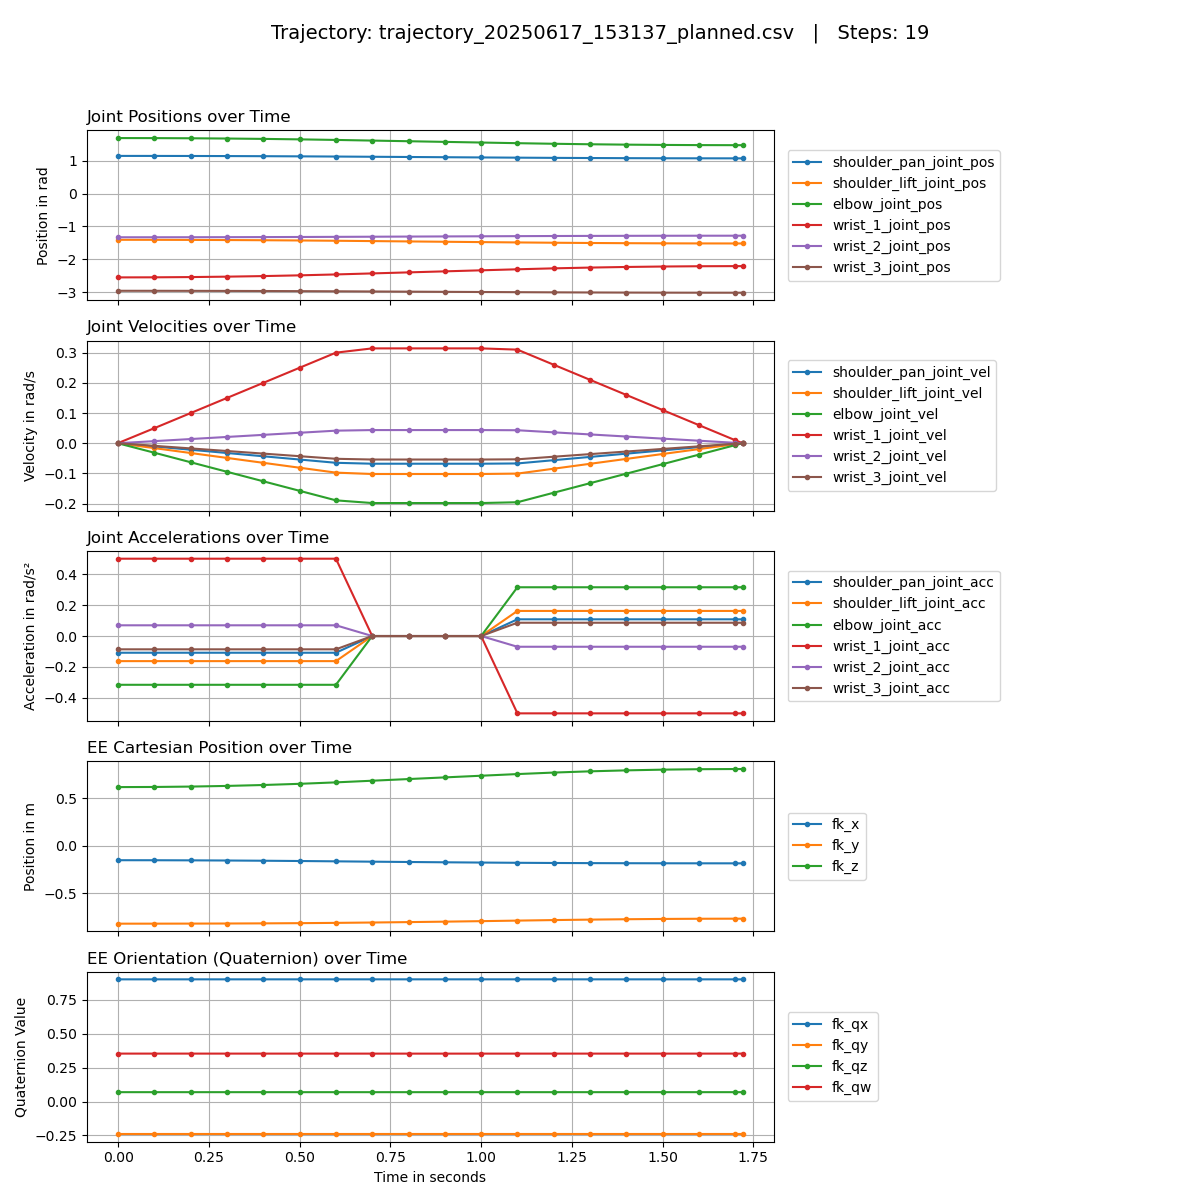 Trajectory: trajectory_20250617_153137_planned.csv   |   Steps: 19
Joint Positions over Time
Position in rad
1
0
−1
−2
−3
shoulder_pan_joint_pos
shoulder_lift_joint_pos
elbow_joint_pos
wrist_1_joint_pos
wrist_2_joint_pos
wrist_3_joint_pos
Joint Velocities over Time
Velocity in rad/s
0.3
0.2
0.1
0.0
−0.1
−0.2
shoulder_pan_joint_vel
shoulder_lift_joint_vel
elbow_joint_vel
wrist_1_joint_vel
wrist_2_joint_vel
wrist_3_joint_vel
Joint Accelerations over Time
Acceleration in rad/s²
0.4
0.2
0.0
−0.2
−0.4
shoulder_pan_joint_acc
shoulder_lift_joint_acc
elbow_joint_acc
wrist_1_joint_acc
wrist_2_joint_acc
wrist_3_joint_acc
EE Cartesian Position over Time
Position in m
0.5
0.0
−0.5
fk_x
fk_y
fk_z
EE Orientation (Quaternion) over Time
Quaternion Value
0.75
0.50
0.25
0.00
−0.25
fk_qx
fk_qy
fk_qz
fk_qw
0.00 0.25 0.50 0.75 1.00 1.25 1.50 1.75
Time in seconds